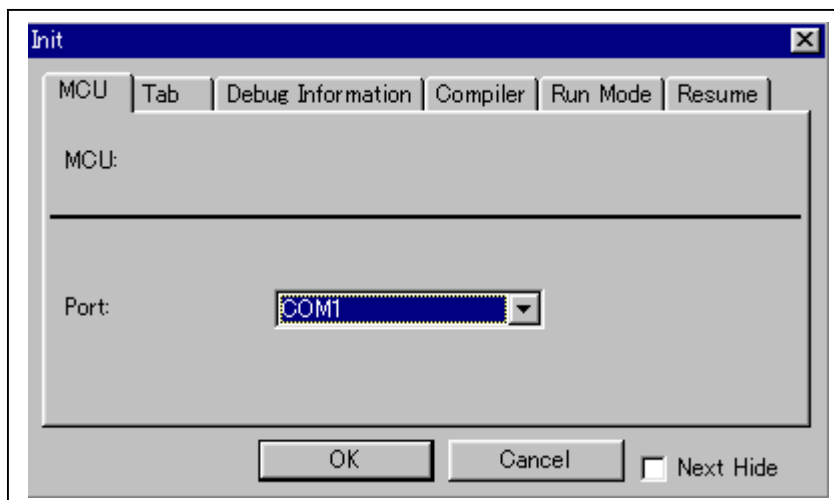 Init
MCU Tab Debug Information Compiler Run Mode Resume
MCU:
Port: COM1
OK Cancel Next Hide